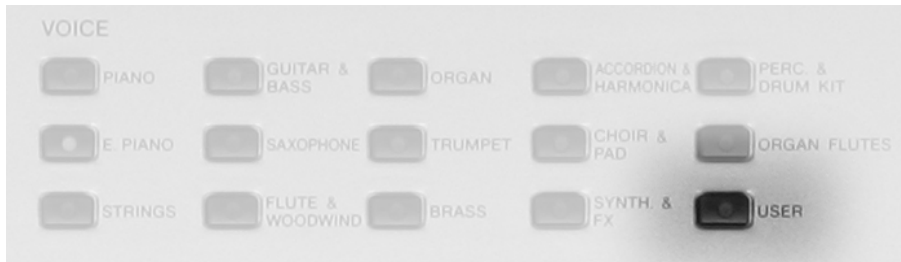 VOICE
PIANO
GUITAR &
BASS
ORGAN
ACCORDION &
HARMONICA
PERC. &
DRUM KIT
E. PIANO
SAXOPHONE
TRUMPET
CHOIR &
PAD
ORGAN FLUTES
STRINGS
FLUTE &
WOODWIND
BRASS
SYNTH. &
FX
USER